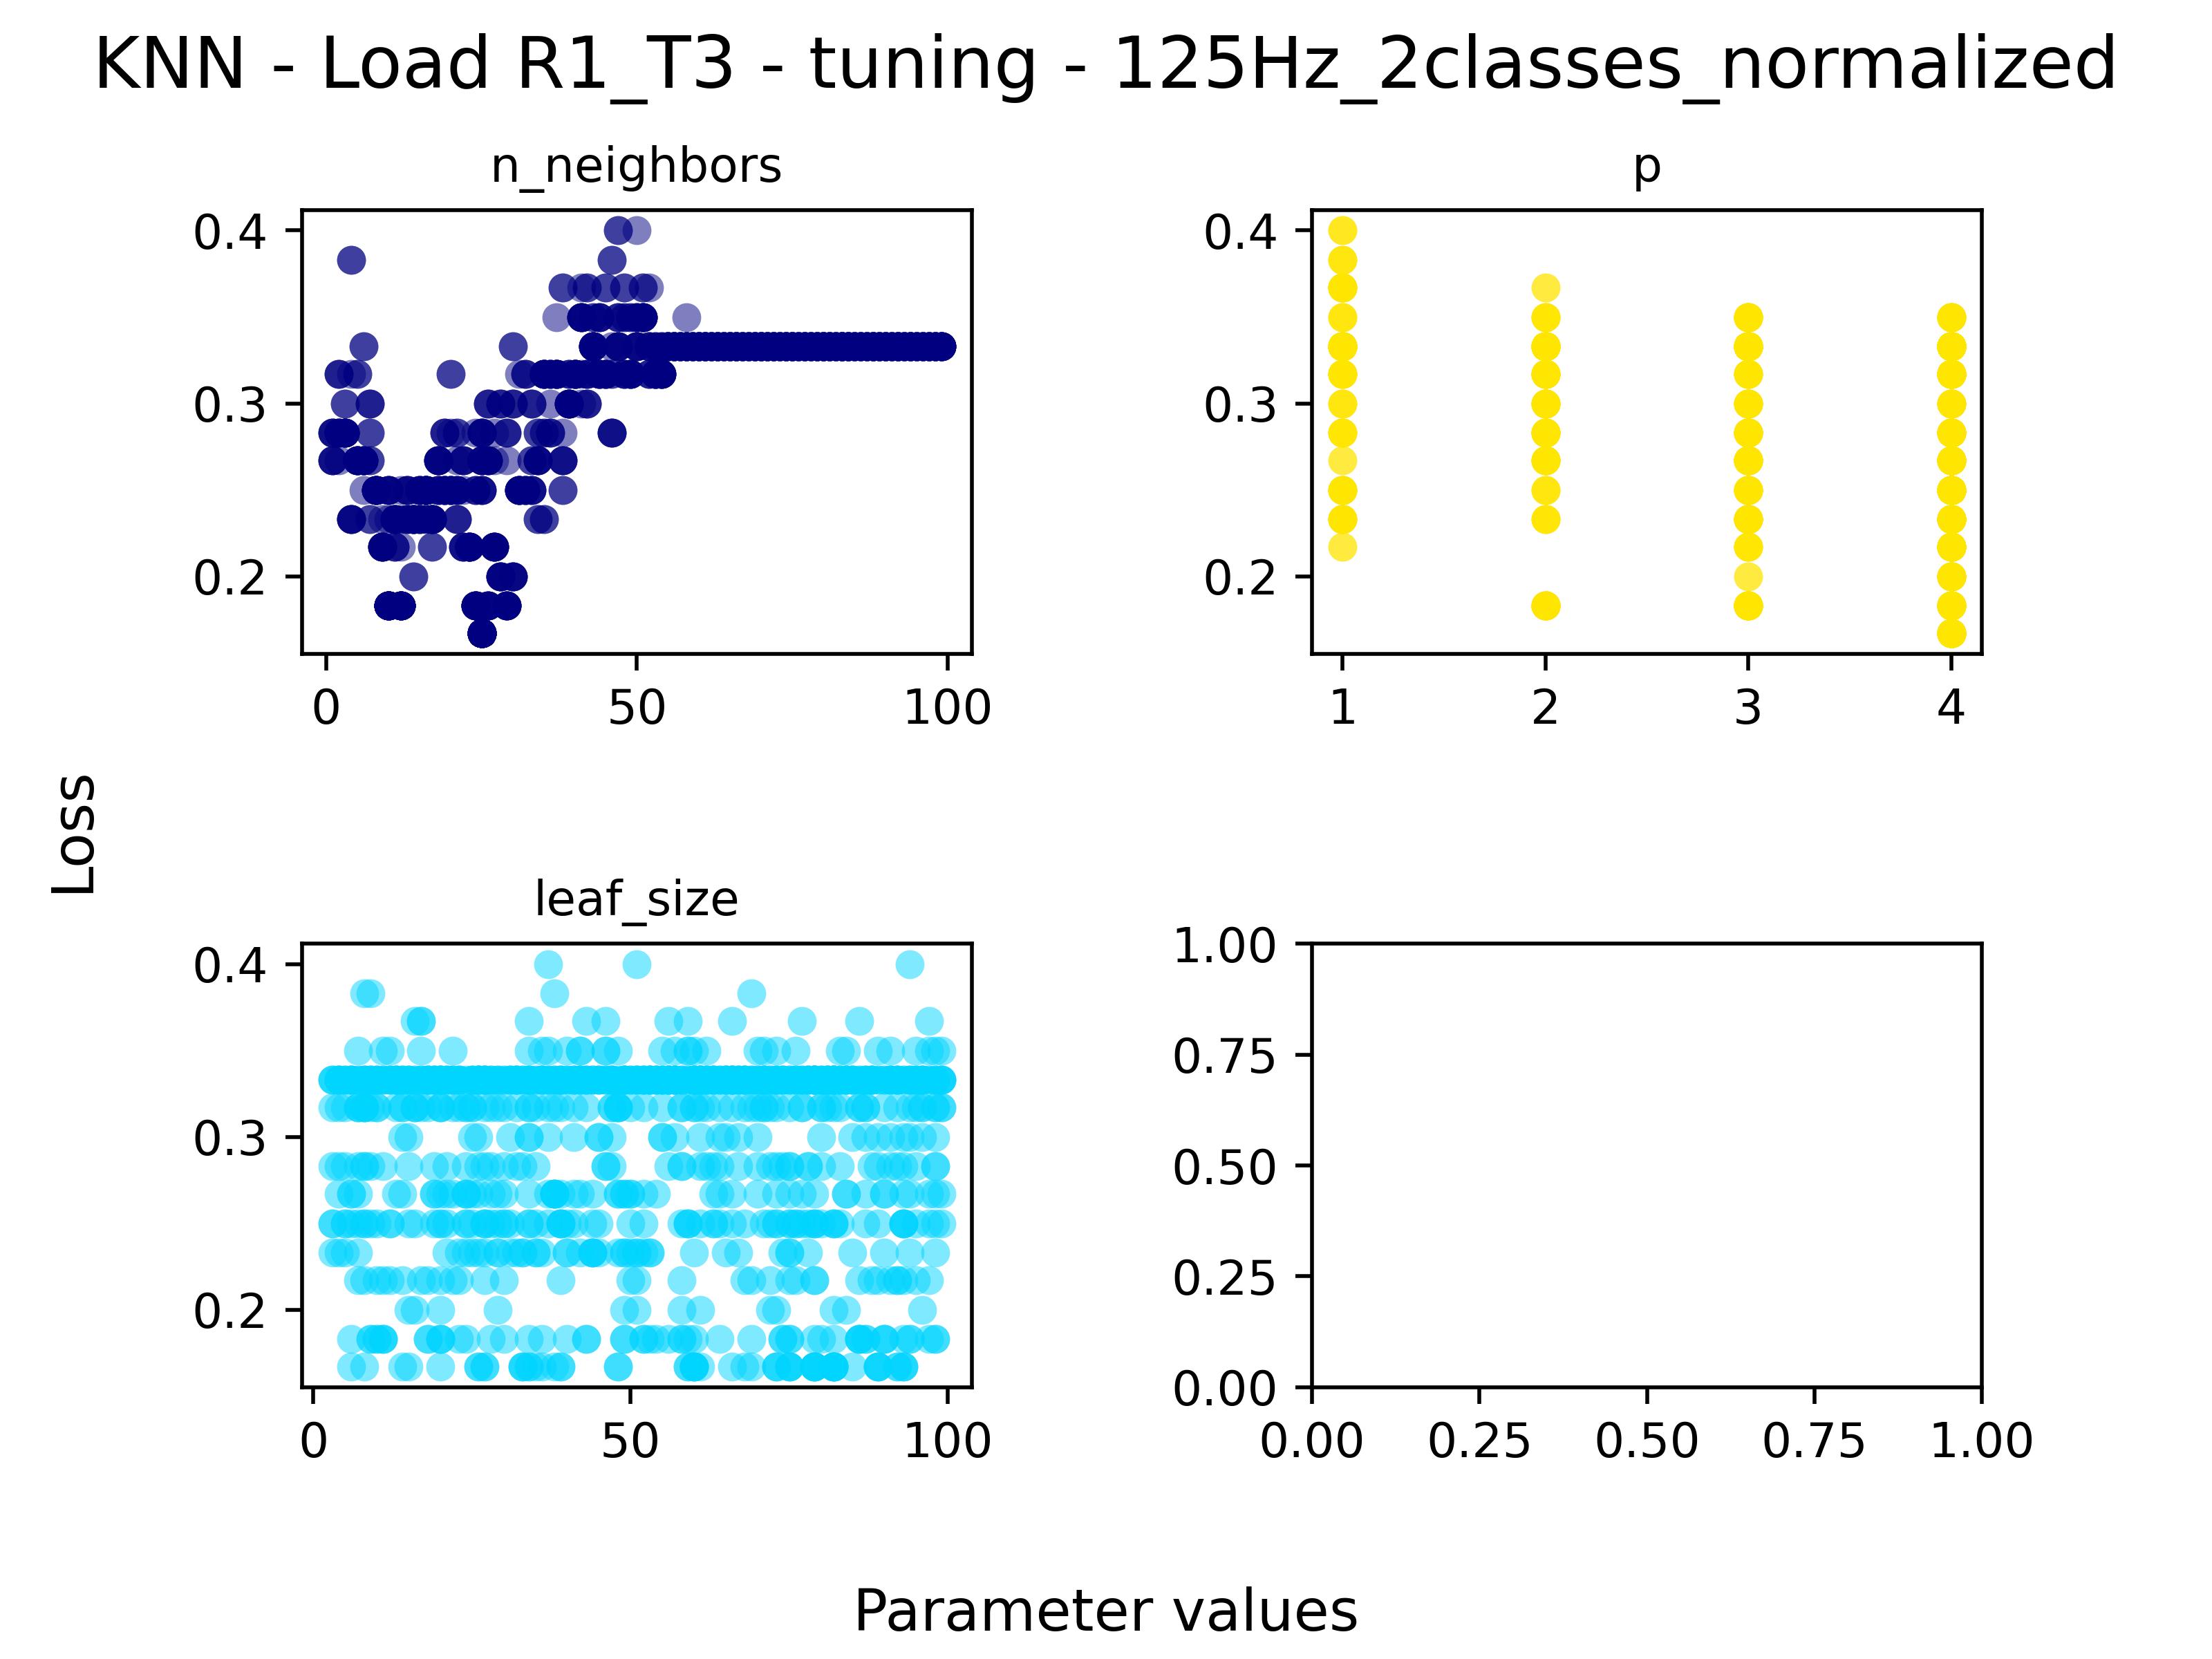 KNN - Load R1_T3 - tuning - 125Hz_2classes_normalized
n_neighbors
0.4
0.3
0.2
0 50 100
p
0.4
0.3
0.2
1 2 3 4
Loss
leaf_size
0.4
0.3
0.2
0 50 100
1.00
0.75
0.50
0.25
0.00
0.00 0.25 0.50 0.75 1.00
Parameter values